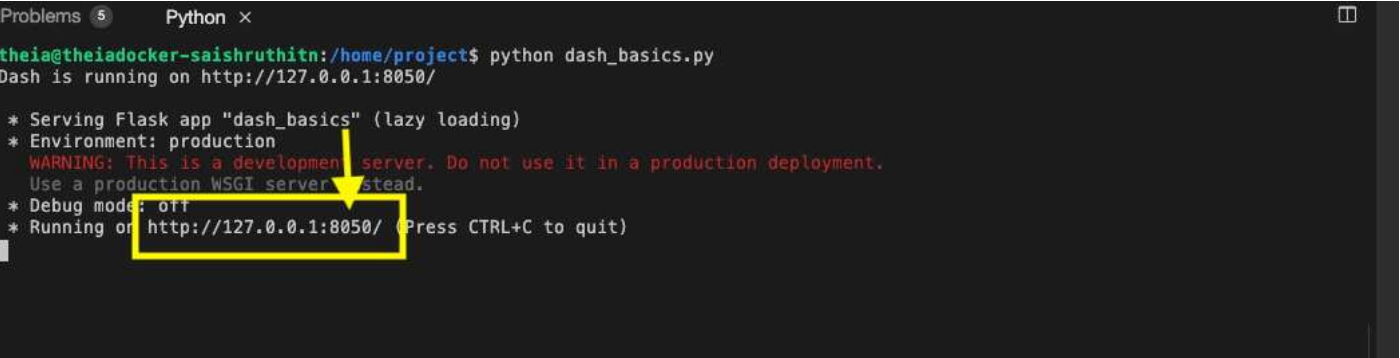 Problems 5 Python ×
theia@theiadocker-saishruthitn:/home/project$ python dash_basics.py
Dash is running on http://127.0.0.1:8050/
* Serving Flask app "dash_basics" (lazy loading)
* Environment: production
WARNING: This is a development server. Do not use it in a production deployment.
Use a production WSGI server instead.
* Debug mode: off
* Running on http://127.0.0.1:8050/ (Press CTRL+C to quit)